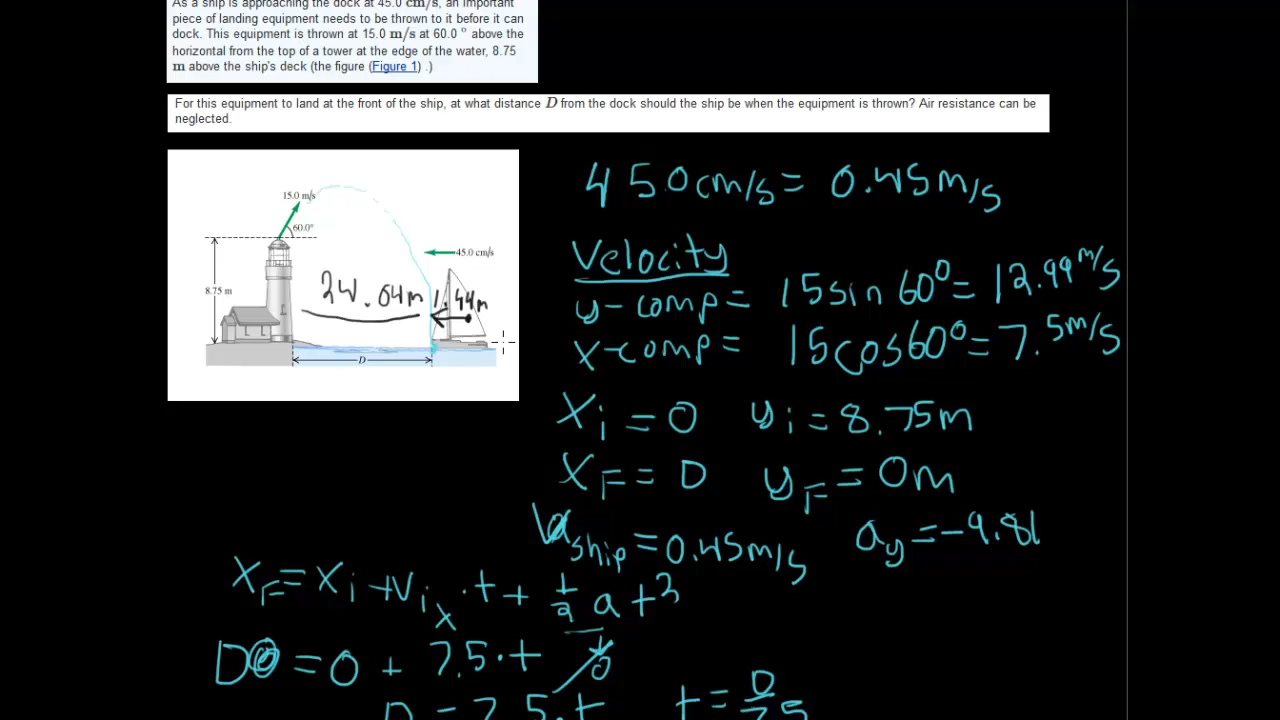 As a ship is approaching the dock at 45.0 cm/s, an important
piece of landing equipment needs to be thrown to it before it can
dock. This equipment is thrown at 15.0 m/s at 60.0 ° above the
horizontal from the top of a tower at the edge of the water, 8.75
m above the ship's deck (the figure (Figure 1) .)
For this equipment to land at the front of the ship, at what distance D from the dock should the ship be when the equipment is thrown? Air resistance can be
neglected.
15.0 m/s
60.0°
45.0 cm/s
8.75 m
24.04m
1.44m
D
45.0cm/s = 0.45m/s
Velocity
y-comp = 15sin60° = 12.99m/s
x-comp = 15cos60° = 7.5m/s
Xi = 0 yi = 8.75m
XF = D yF = 0m
ship = 0.45m/s ay = -9.81
XF = Xi + Vix · t + 1/2 a t²
D = 0 + 7.5 · t 0
D = 7.5 · t t = D/7.5